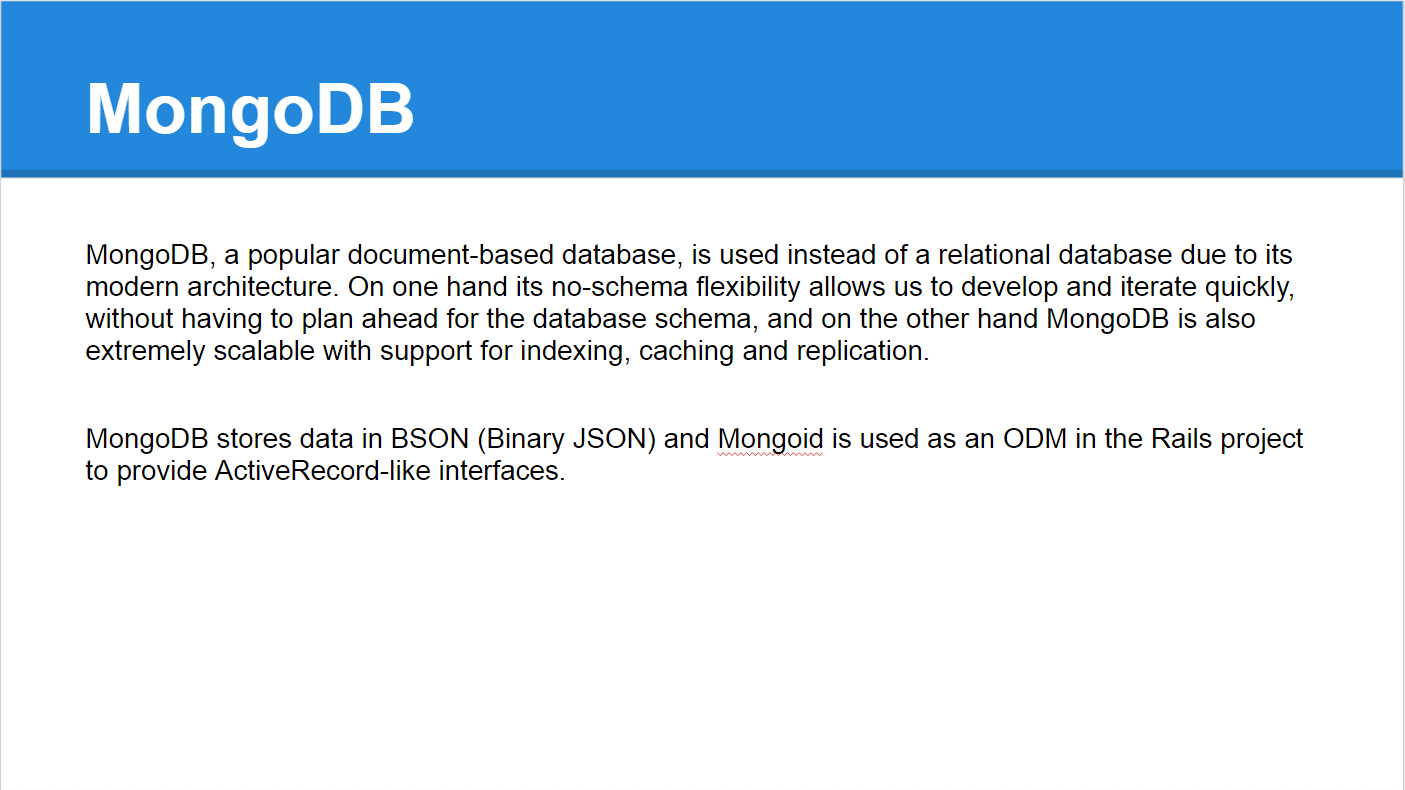 MongoDB
MongoDB, a popular document-based database, is used instead of a relational database due to its
modern architecture. On one hand its no-schema flexibility allows us to develop and iterate quickly,
without having to plan ahead for the database schema, and on the other hand MongoDB is also
extremely scalable with support for indexing, caching and replication.
MongoDB stores data in BSON (Binary JSON) and Mongoid is used as an ODM in the Rails project
to provide ActiveRecord-like interfaces.